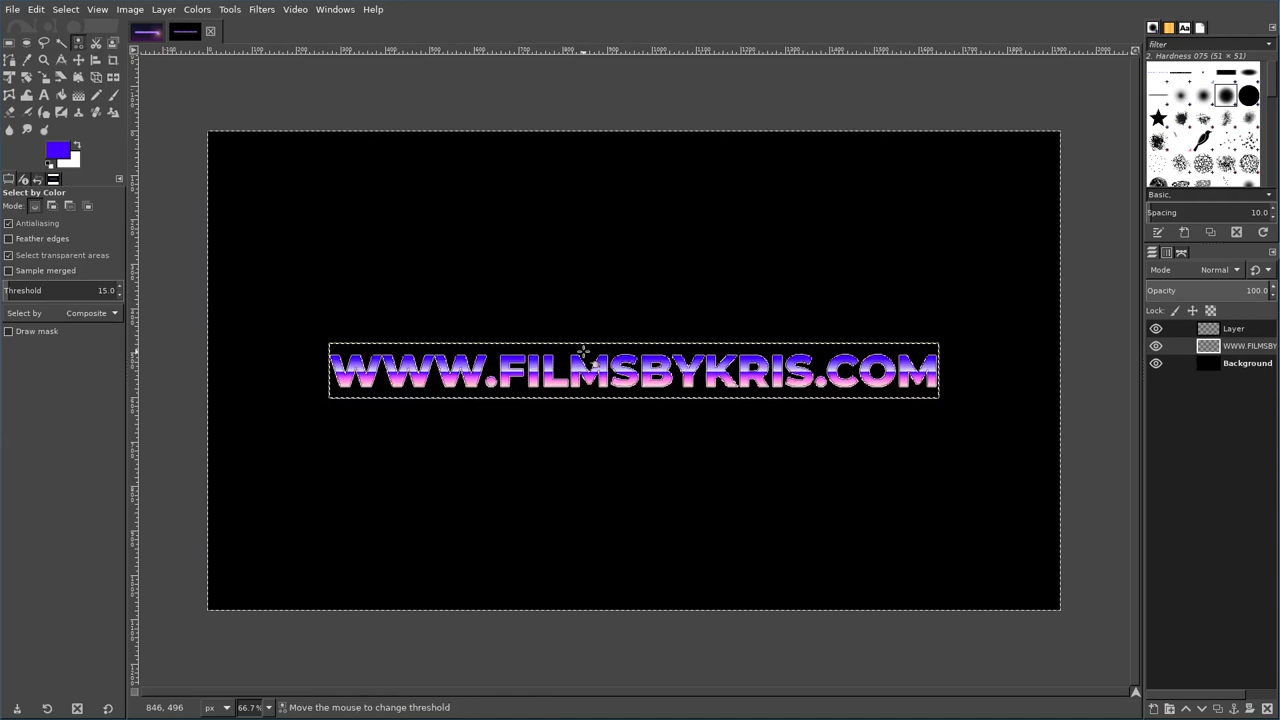 File Edit Select View Image Layer Colors Tools Filters Video Windows Help
filter
2. Hardness 075 (51 × 51)
Select by Color
Mode:
Antialiasing
Feather edges
Select transparent areas
Sample merged
Threshold 15.0
Select by Composite
Draw mask
WWW.FILMSBYKRIS.COM
Basic,
Spacing 10.0
Mode Normal
Opacity 100.0
Lock:
Layer
WWW.FILMSBY
Background
846, 496 px 66.7% Move the mouse to change threshold